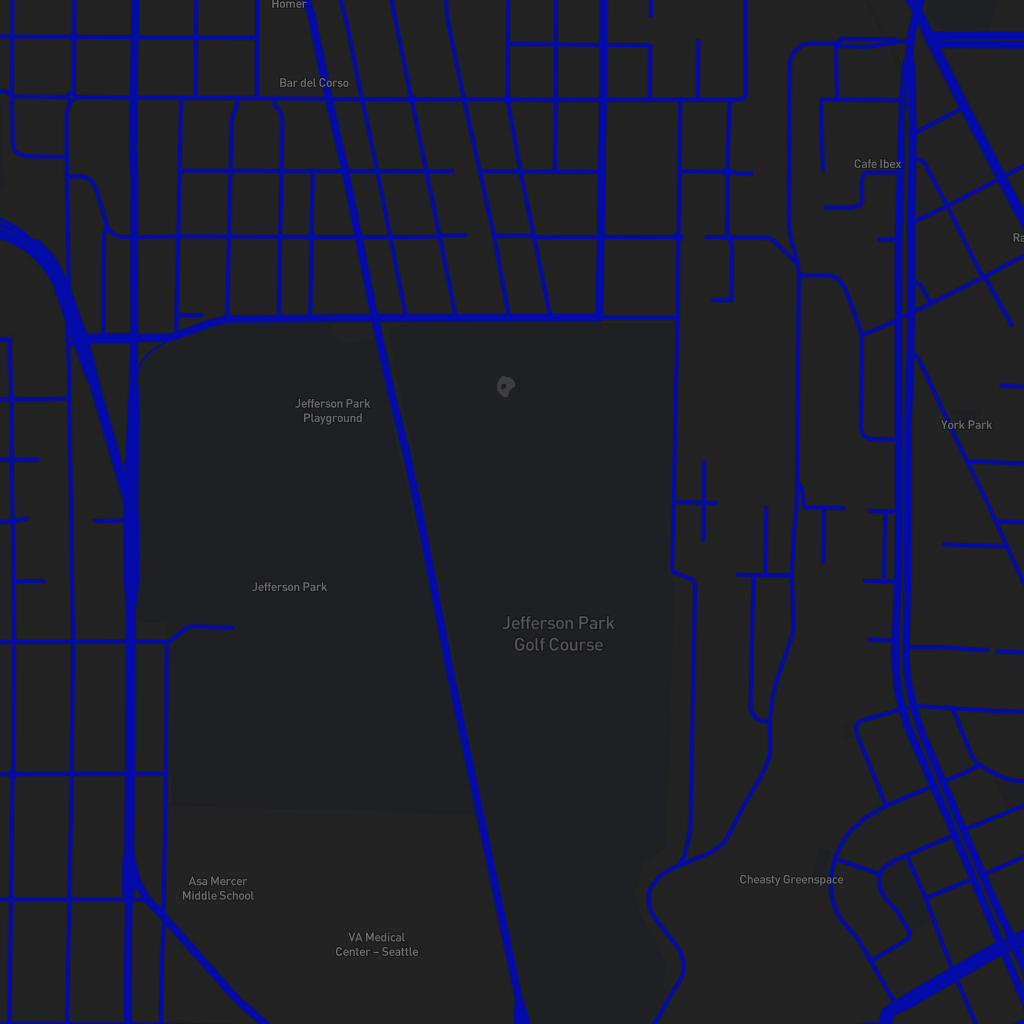 Homer
Bar del Corso
Cafe Ibex
Ra
Jefferson Park
Playground
York Park
Jefferson Park
Jefferson Park
Golf Course
Asa Mercer
Middle School
Cheasty Greenspace
VA Medical
Center – Seattle